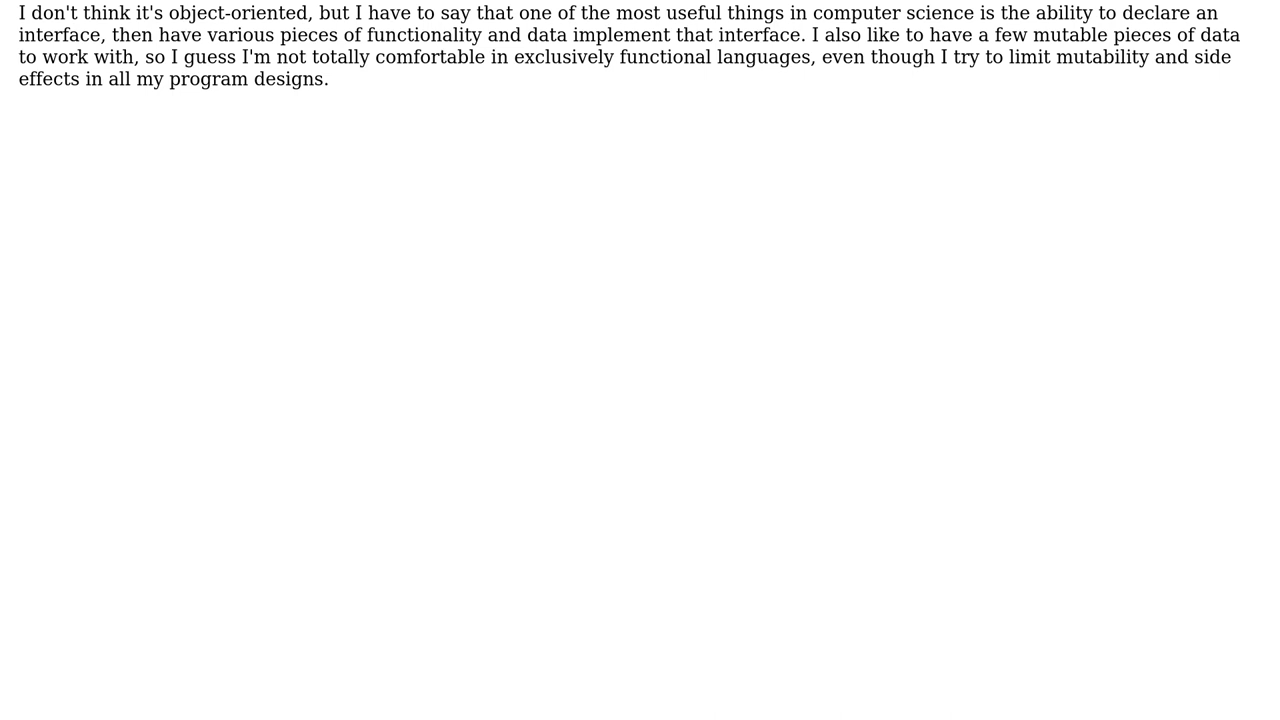 I don't think it's object-oriented, but I have to say that one of the most useful things in computer science is the ability to declare an
interface, then have various pieces of functionality and data implement that interface. I also like to have a few mutable pieces of data
to work with, so I guess I'm not totally comfortable in exclusively functional languages, even though I try to limit mutability and side
effects in all my program designs.